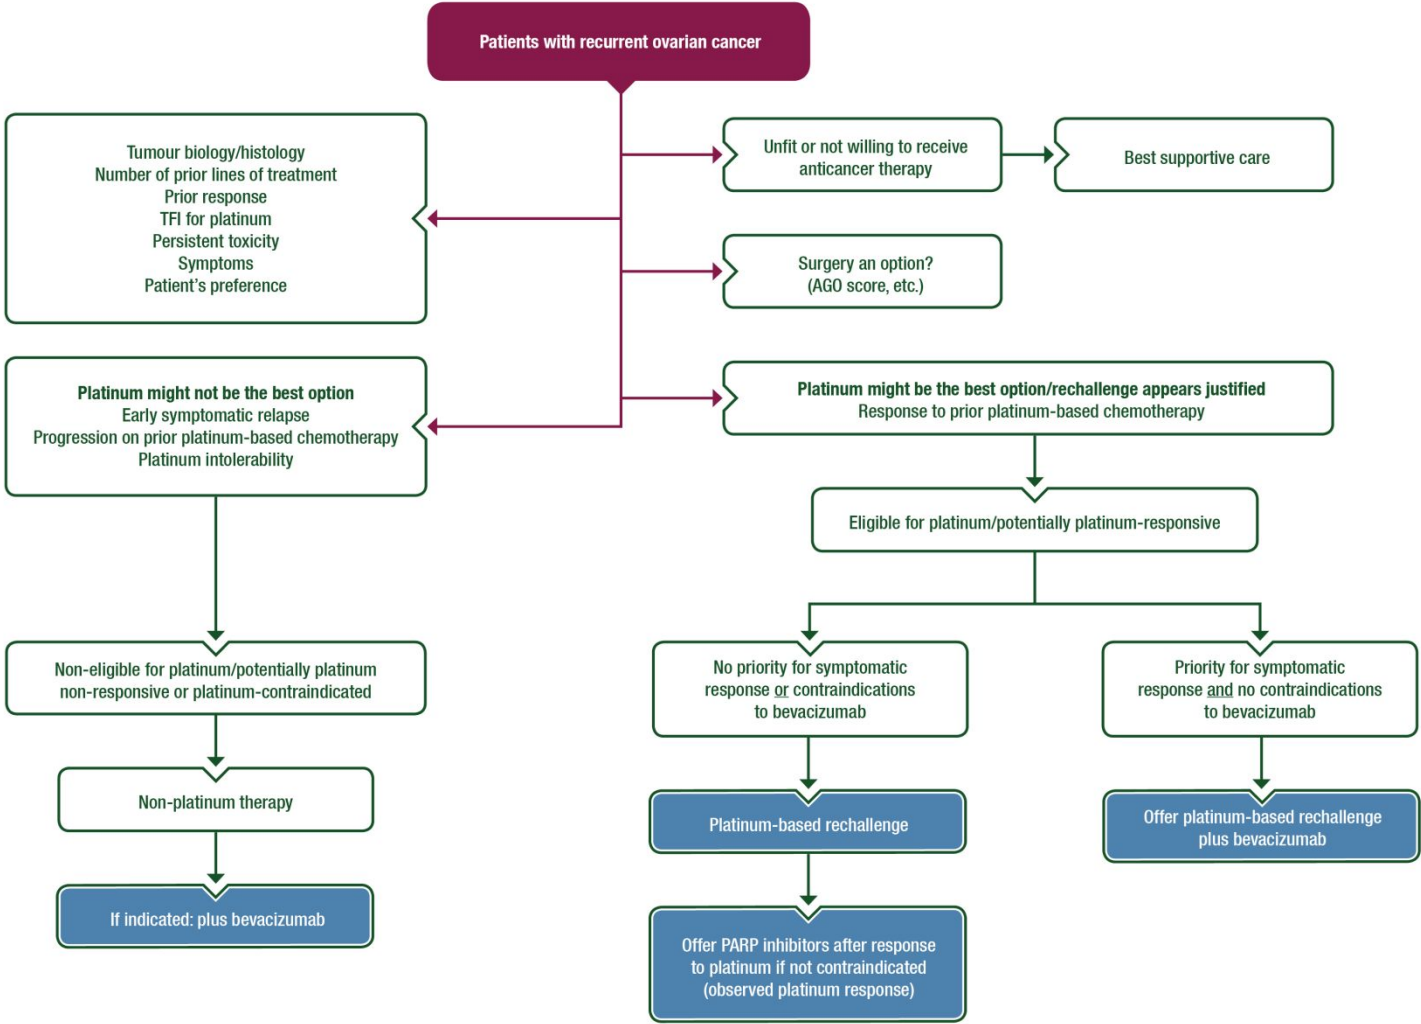 Patients with recurrent ovarian cancer
Tumour biology/histology
Number of prior lines of treatment
Prior response
TFI for platinum
Persistent toxicity
Symptoms
Patient's preference
Unfit or not willing to receive
anticancer therapy
Best supportive care
Surgery an option?
(AGO score, etc.)
Platinum might not be the best option
Early symptomatic relapse
Progression on prior platinum-based chemotherapy
Platinum intolerability
Platinum might be the best option/rechallenge appears justified
Response to prior platinum-based chemotherapy
Eligible for platinum/potentially platinum-responsive
Non-eligible for platinum/potentially platinum
non-responsive or platinum-contraindicated
No priority for symptomatic
response or contraindications
to bevacizumab
Priority for symptomatic
response and no contraindications
to bevacizumab
Non-platinum therapy
Platinum-based rechallenge
Offer platinum-based rechallenge
plus bevacizumab
If indicated: plus bevacizumab
Offer PARP inhibitors after response
to platinum if not contraindicated
(observed platinum response)